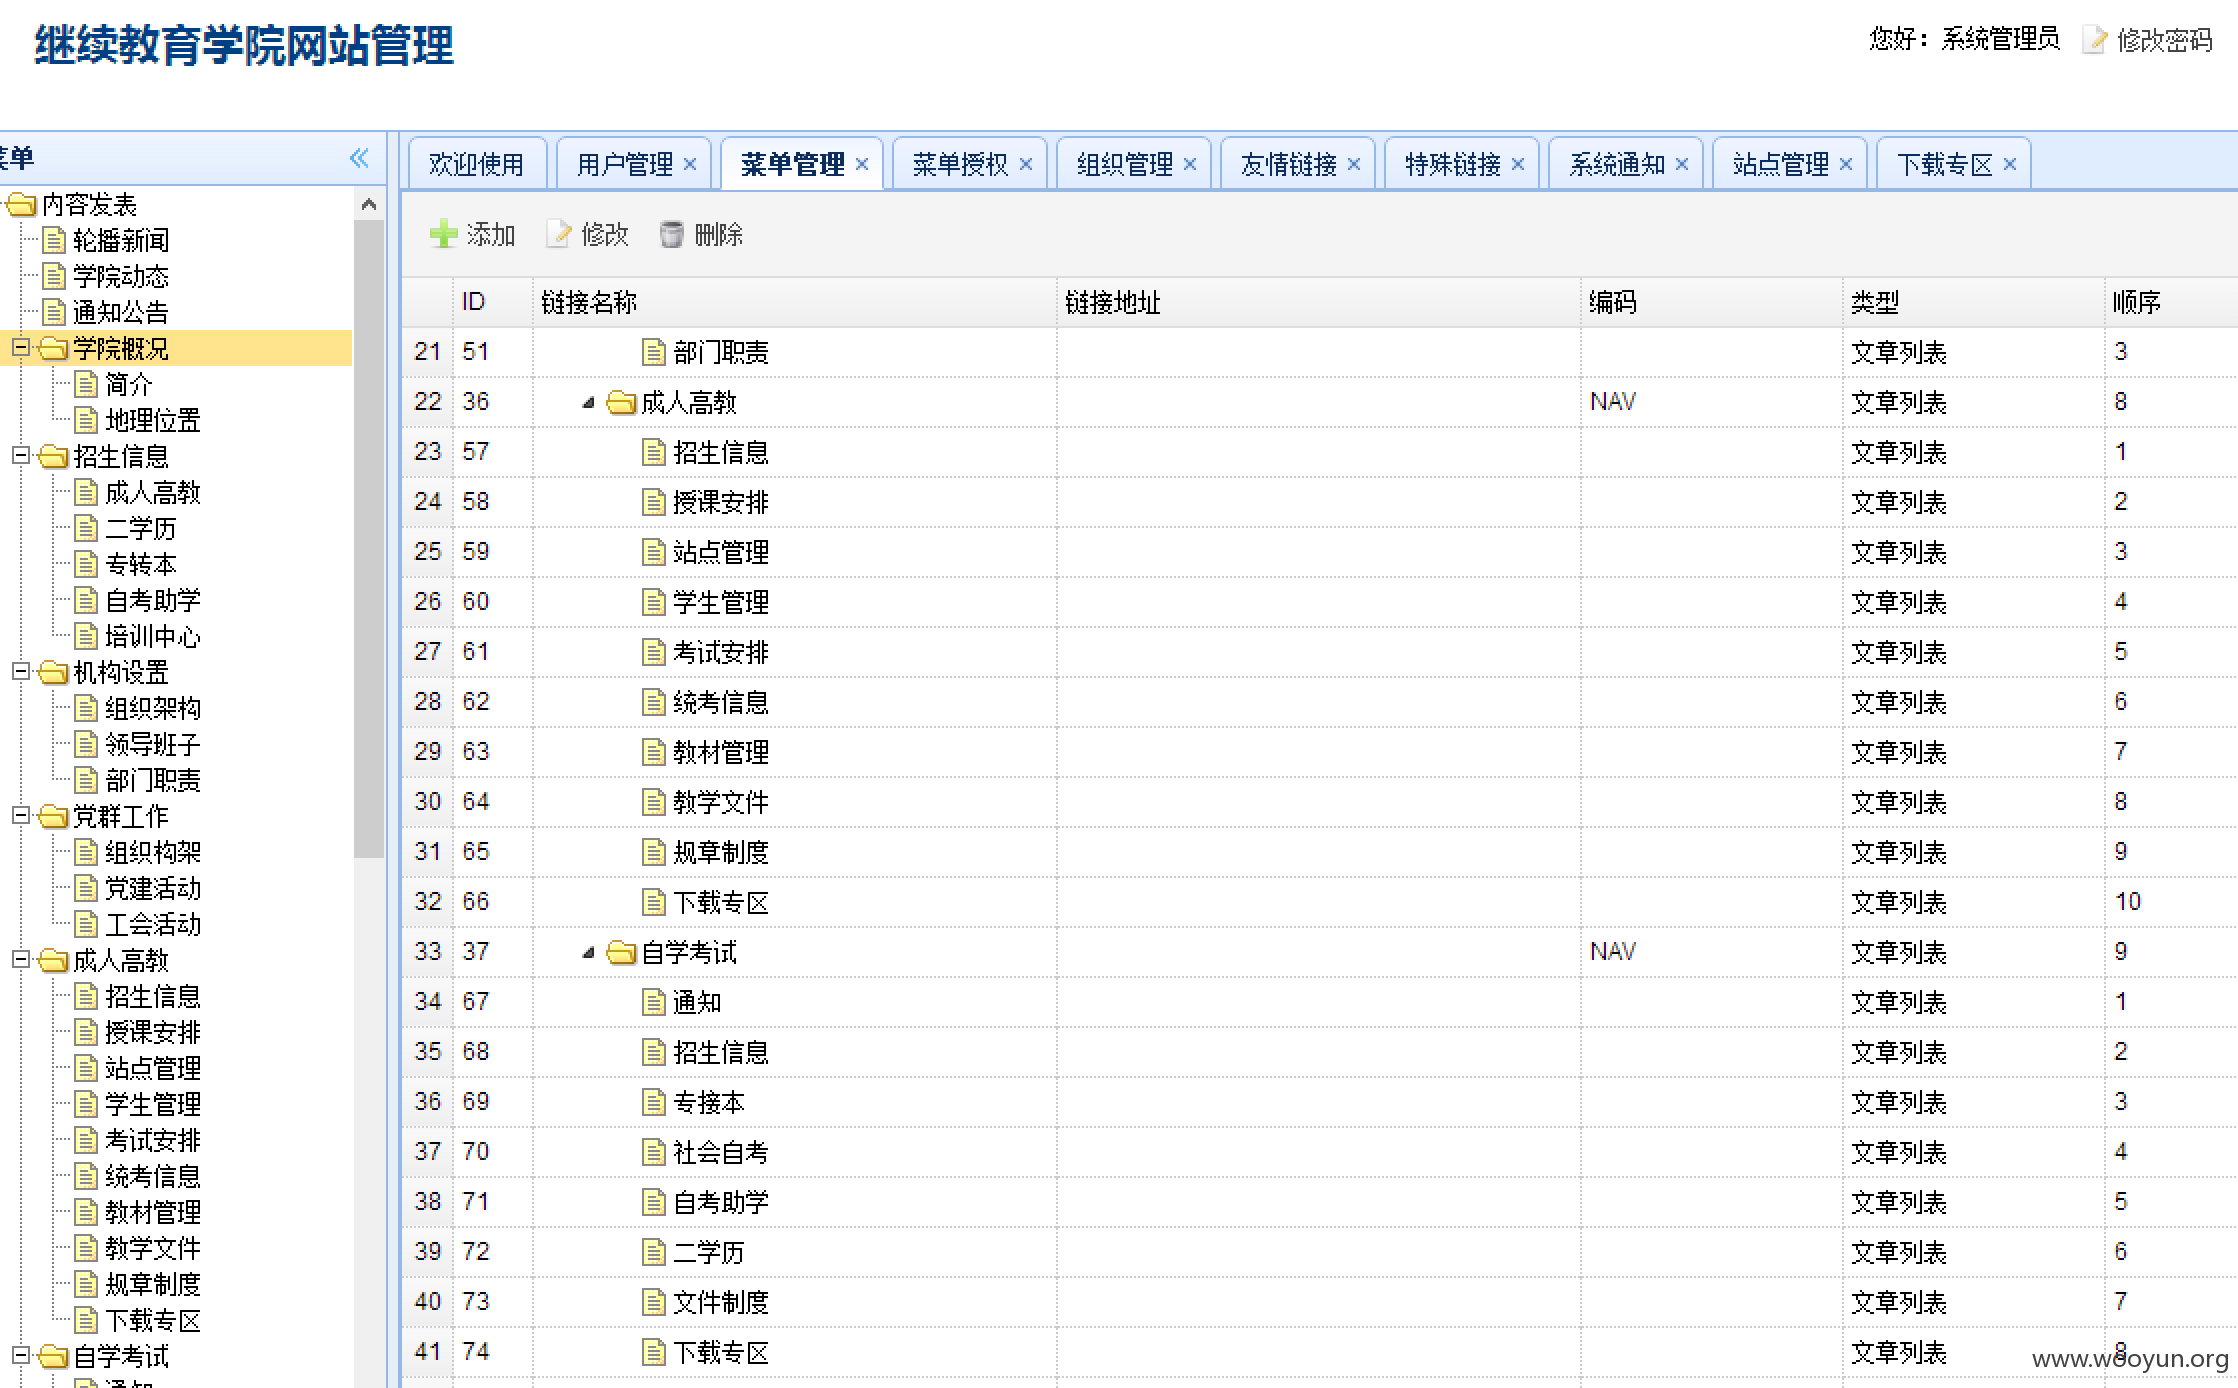 继续教育学院网站管理
您好：系统管理员 修改密码
菜单
欢迎使用 用户管理 菜单管理 菜单授权 组织管理 友情链接 特殊链接 系统通知 站点管理 下载专区
内容发表
轮播新闻
学院动态
通知公告
学院概况
简介
地理位置
招生信息
成人高教
二学历
专转本
自考助学
培训中心
机构设置
组织架构
领导班子
部门职责
党群工作
组织构架
党建活动
工会活动
成人高教
招生信息
授课安排
站点管理
学生管理
考试安排
统考信息
教材管理
教学文件
规章制度
下载专区
自学考试
通知
添加 修改 删除
ID 链接名称 链接地址 编码 类型 顺序
21 51 部门职责 文章列表 3
22 36 成人高教 NAV 文章列表 8
23 57 招生信息 文章列表 1
24 58 授课安排 文章列表 2
25 59 站点管理 文章列表 3
26 60 学生管理 文章列表 4
27 61 考试安排 文章列表 5
28 62 统考信息 文章列表 6
29 63 教材管理 文章列表 7
30 64 教学文件 文章列表 8
31 65 规章制度 文章列表 9
32 66 下载专区 文章列表 10
33 37 自学考试 NAV 文章列表 9
34 67 通知 文章列表 1
35 68 招生信息 文章列表 2
36 69 专接本 文章列表 3
37 70 社会自考 文章列表 4
38 71 自考助学 文章列表 5
39 72 二学历 文章列表 6
40 73 文件制度 文章列表 7
41 74 下载专区 文章列表 8
www.wooyun.org